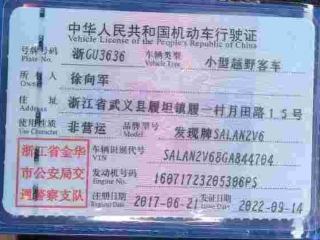 中华人民共和国机动车行驶证
Vehicle License of the People's Republic of China
号牌号码 浙GU3636 车辆类型 小型越野客车
Plate No. Vehicle Type
所有人 徐向军
Owner
住址 浙江省武义县履坦镇履一村月田路15号
Address
使用性质 非营运 品牌型号 发现牌SALAN2V6
Use Character Model
浙江省金华
市公安局交
通警察支队
车辆识别代号 SALAN2V68GA844704
VIN
发动机号码 16071723205306PS
Engine No.
注册日期 2017-06-21 发证日期 2022-09-14
Register Date Issue Date